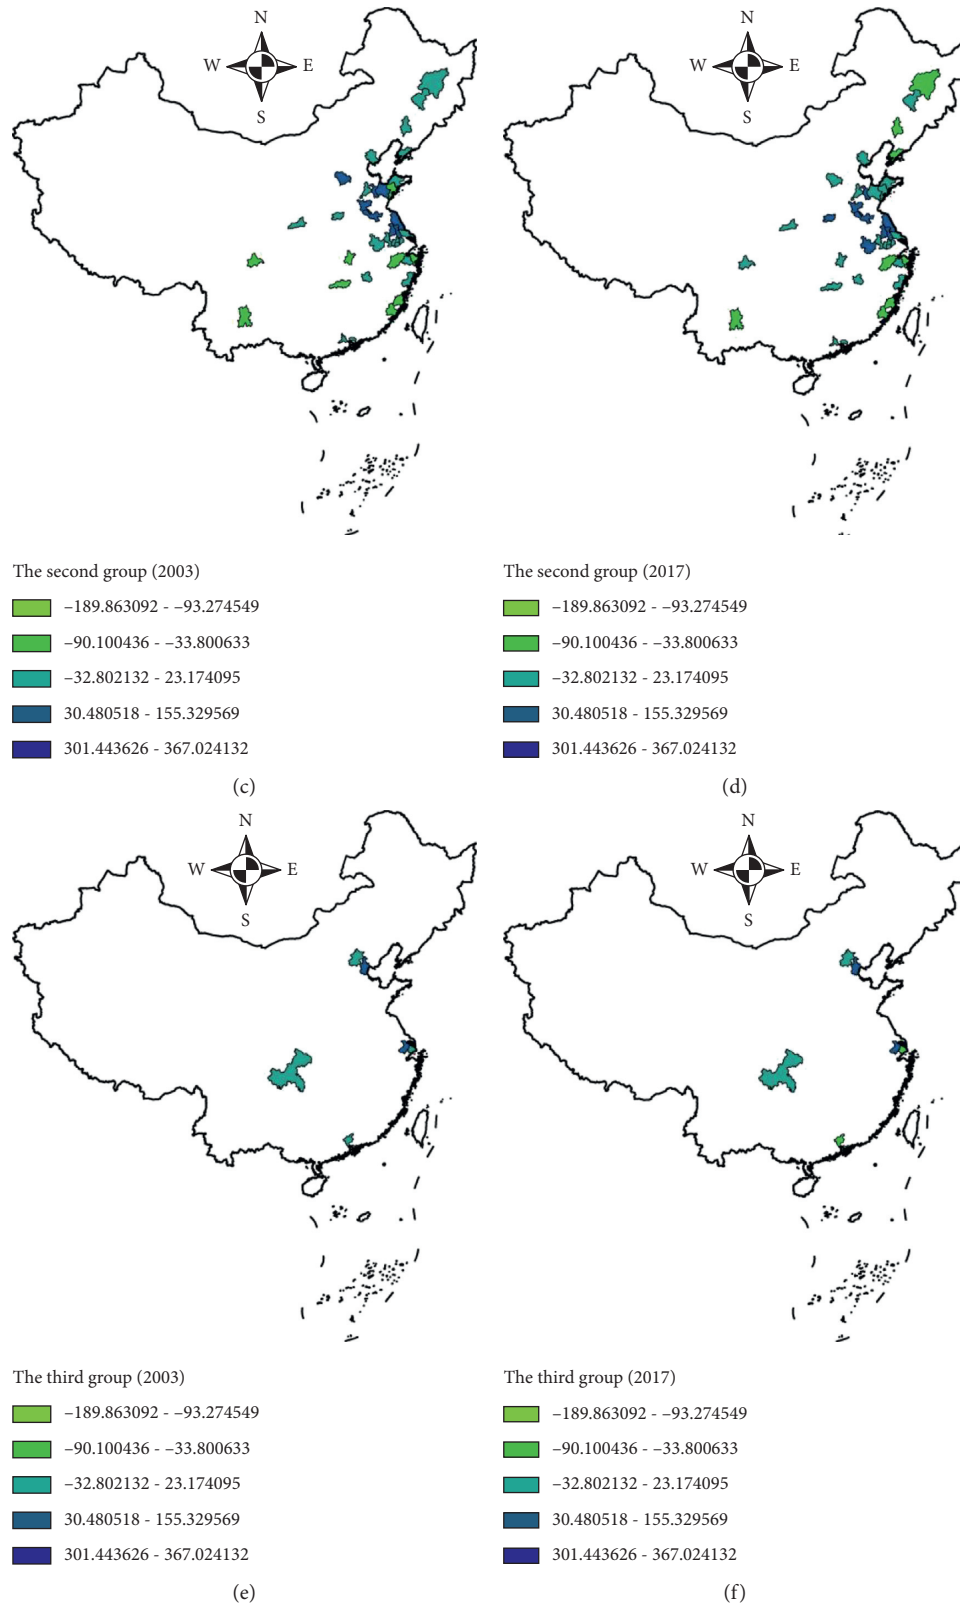 N
W E
S
N
W E
S
The second group (2003)
–189.863092 - –93.274549
–90.100436 - –33.800633
–32.802132 - 23.174095
30.480518 - 155.329569
301.443626 - 367.024132
(c)
The second group (2017)
–189.863092 - –93.274549
–90.100436 - –33.800633
–32.802132 - 23.174095
30.480518 - 155.329569
301.443626 - 367.024132
(d)
N
W E
S
N
W E
S
The third group (2003)
–189.863092 - –93.274549
–90.100436 - –33.800633
–32.802132 - 23.174095
30.480518 - 155.329569
301.443626 - 367.024132
(e)
The third group (2017)
–189.863092 - –93.274549
–90.100436 - –33.800633
–32.802132 - 23.174095
30.480518 - 155.329569
301.443626 - 367.024132
(f)